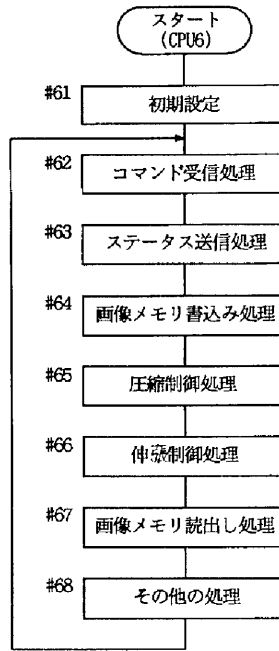 スタート
(CPU6)
#61
初期設定
#62
コマンド受信処理
#63
ステータス送信処理
#64
画像メモリ書込み処理
#65
圧縮制御処理
#66
伸張制御処理
#67
画像メモリ読出し処理
#68
その他の処理